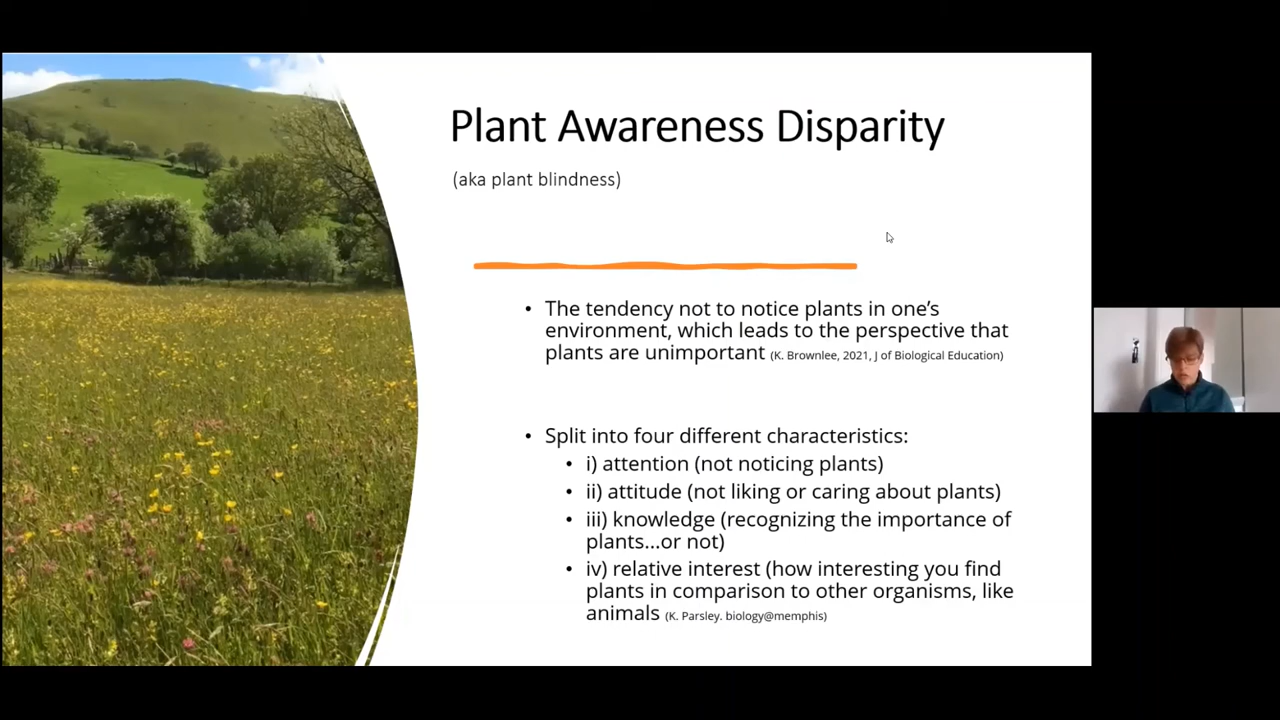 Plant Awareness Disparity
(aka plant blindness)
• The tendency not to notice plants in one's
environment, which leads to the perspective that
plants are unimportant (K. Brownlee, 2021, J of Biological Education)
• Split into four different characteristics:
• i) attention (not noticing plants)
• ii) attitude (not liking or caring about plants)
• iii) knowledge (recognizing the importance of
plants...or not)
• iv) relative interest (how interesting you find
plants in comparison to other organisms, like
animals (K. Parsley. biology@memphis)